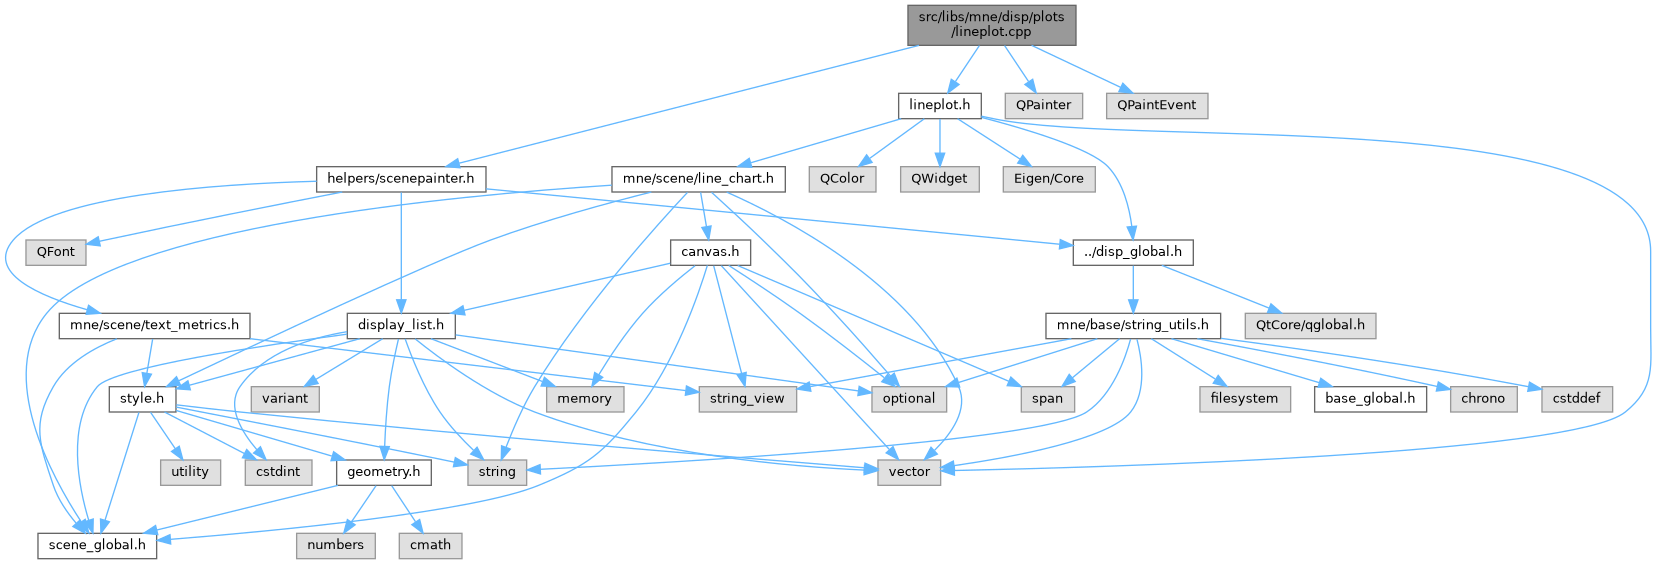 src/libs/mne/disp/plots
/lineplot.cpp
lineplot.h
QPainter
QPaintEvent
helpers/scenepainter.h
mne/scene/line_chart.h
QColor
QWidget
Eigen/Core
QFont
canvas.h
../disp_global.h
mne/scene/text_metrics.h
display_list.h
mne/base/string_utils.h
QtCore/qglobal.h
style.h
variant
memory
string_view
optional
span
filesystem
base_global.h
chrono
cstddef
utility
cstdint
geometry.h
string
vector
scene_global.h
numbers
cmath